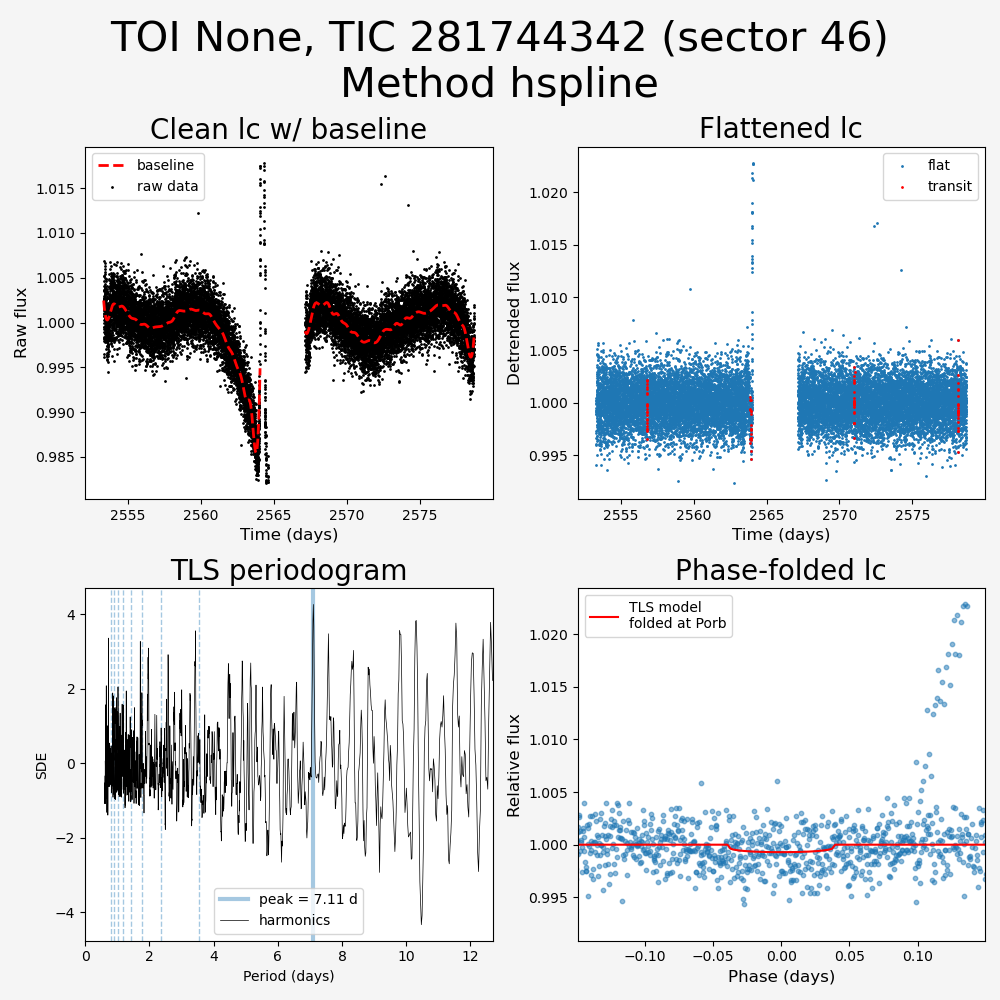 TOI None, TIC 281744342 (sector 46)
Method hspline
Clean lc w/ baseline
baseline
raw data
Raw flux
1.015
1.010
1.005
1.000
0.995
0.990
0.985
2555
2560
2565
2570
2575
Time (days)
Flattened lc
flat
transit
Detrended flux
1.020
1.015
1.010
1.005
1.000
0.995
2555
2560
2565
2570
2575
Time (days)
TLS periodogram
SDE
4
2
0
−2
−4
peak = 7.11 d
harmonics
0
2
4
6
8
10
12
Period (days)
Phase-folded lc
TLS model
folded at Porb
Relative flux
1.020
1.015
1.010
1.005
1.000
0.995
−0.10
−0.05
0.00
0.05
0.10
Phase (days)